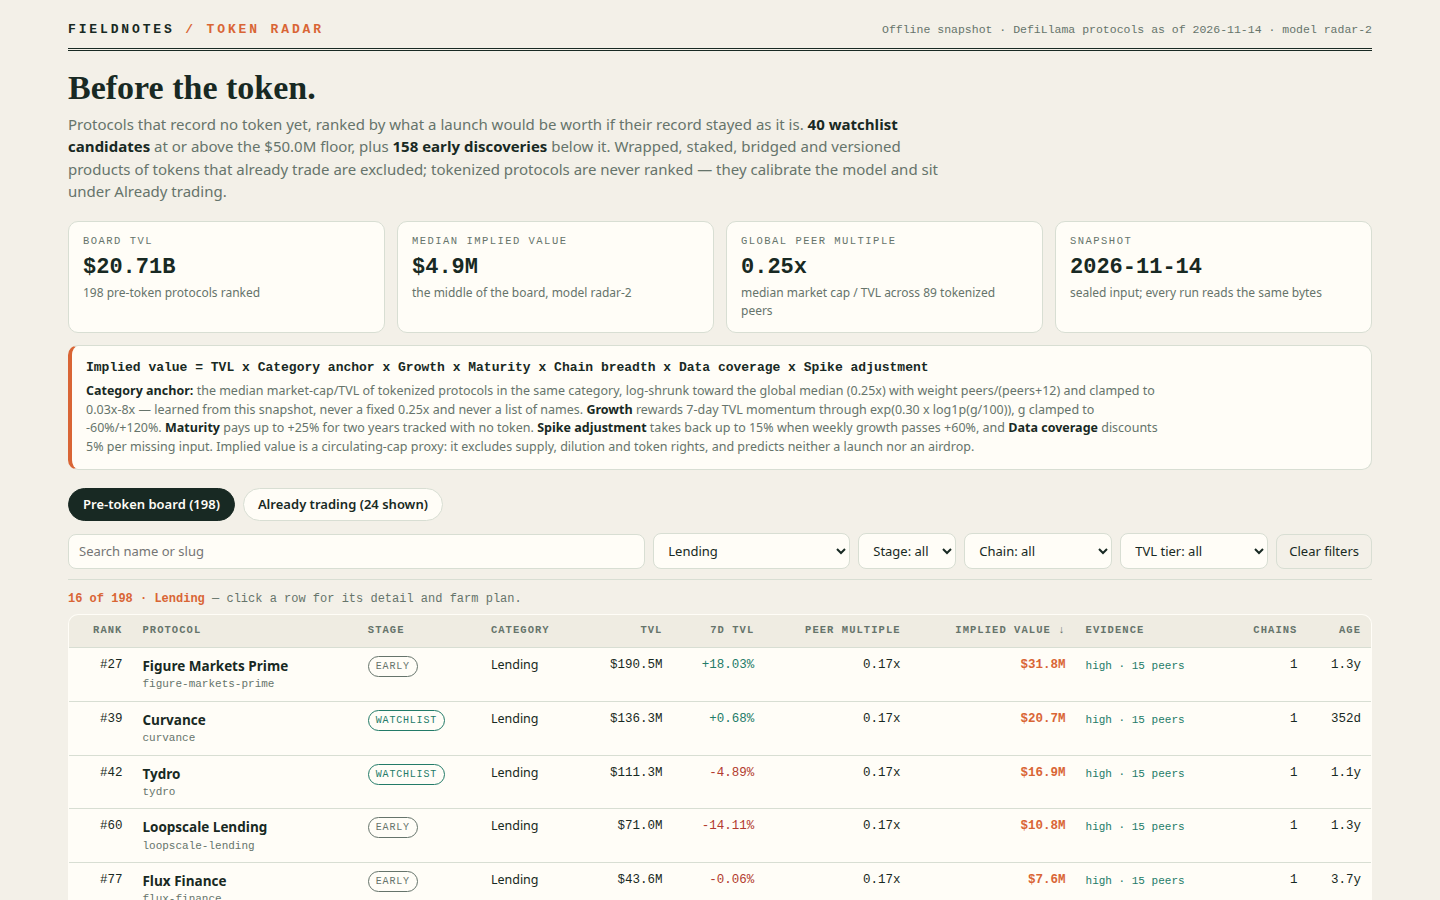 FIELDNOTES / TOKEN RADAR
Offline snapshot · DefiLlama protocols as of 2026-11-14 · model radar-2
Before the token.
Protocols that record no token yet, ranked by what a launch would be worth if their record stayed as it is. 40 watchlist
candidates at or above the $50.0M floor, plus 158 early discoveries below it. Wrapped, staked, bridged and versioned
products of tokens that already trade are excluded; tokenized protocols are never ranked — they calibrate the model and sit
under Already trading.
BOARD TVL
$20.71B
198 pre-token protocols ranked
MEDIAN IMPLIED VALUE
$4.9M
the middle of the board, model radar-2
GLOBAL PEER MULTIPLE
0.25x
median market cap / TVL across 89 tokenized
peers
SNAPSHOT
2026-11-14
sealed input; every run reads the same bytes
Implied value = TVL x Category anchor x Growth x Maturity x Chain breadth x Data coverage x Spike adjustment
Category anchor: the median market-cap/TVL of tokenized protocols in the same category, log-shrunk toward the global median (0.25x) with weight peers/(peers+12) and clamped to
0.03x-8x — learned from this snapshot, never a fixed 0.25x and never a list of names. Growth rewards 7-day TVL momentum through exp(0.30 x log1p(g/100)), g clamped to
-60%/+120%. Maturity pays up to +25% for two years tracked with no token. Spike adjustment takes back up to 15% when weekly growth passes +60%, and Data coverage discounts
5% per missing input. Implied value is a circulating-cap proxy: it excludes supply, dilution and token rights, and predicts neither a launch nor an airdrop.
Pre-token board (198)
Already trading (24 shown)
Search name or slug
Lending
Stage: all
Chain: all
TVL tier: all
Clear filters
16 of 198 · Lending — click a row for its detail and farm plan.
RANK PROTOCOL STAGE CATEGORY TVL 7D TVL PEER MULTIPLE IMPLIED VALUE ↓ EVIDENCE CHAINS AGE
#27 Figure Markets Prime EARLY Lending $190.5M +18.03% 0.17x $31.8M high · 15 peers 1 1.3y
figure-markets-prime
#39 Curvance WATCHLIST Lending $136.3M +0.68% 0.17x $20.7M high · 15 peers 1 352d
curvance
#42 Tydro WATCHLIST Lending $111.3M -4.89% 0.17x $16.9M high · 15 peers 1 1.1y
tydro
#60 Loopscale Lending EARLY Lending $71.0M -14.11% 0.17x $10.8M high · 15 peers 1 1.3y
loopscale-lending
#77 Flux Finance EARLY Lending $43.6M -0.06% 0.17x $7.6M high · 15 peers 1 3.7y
flux-finance